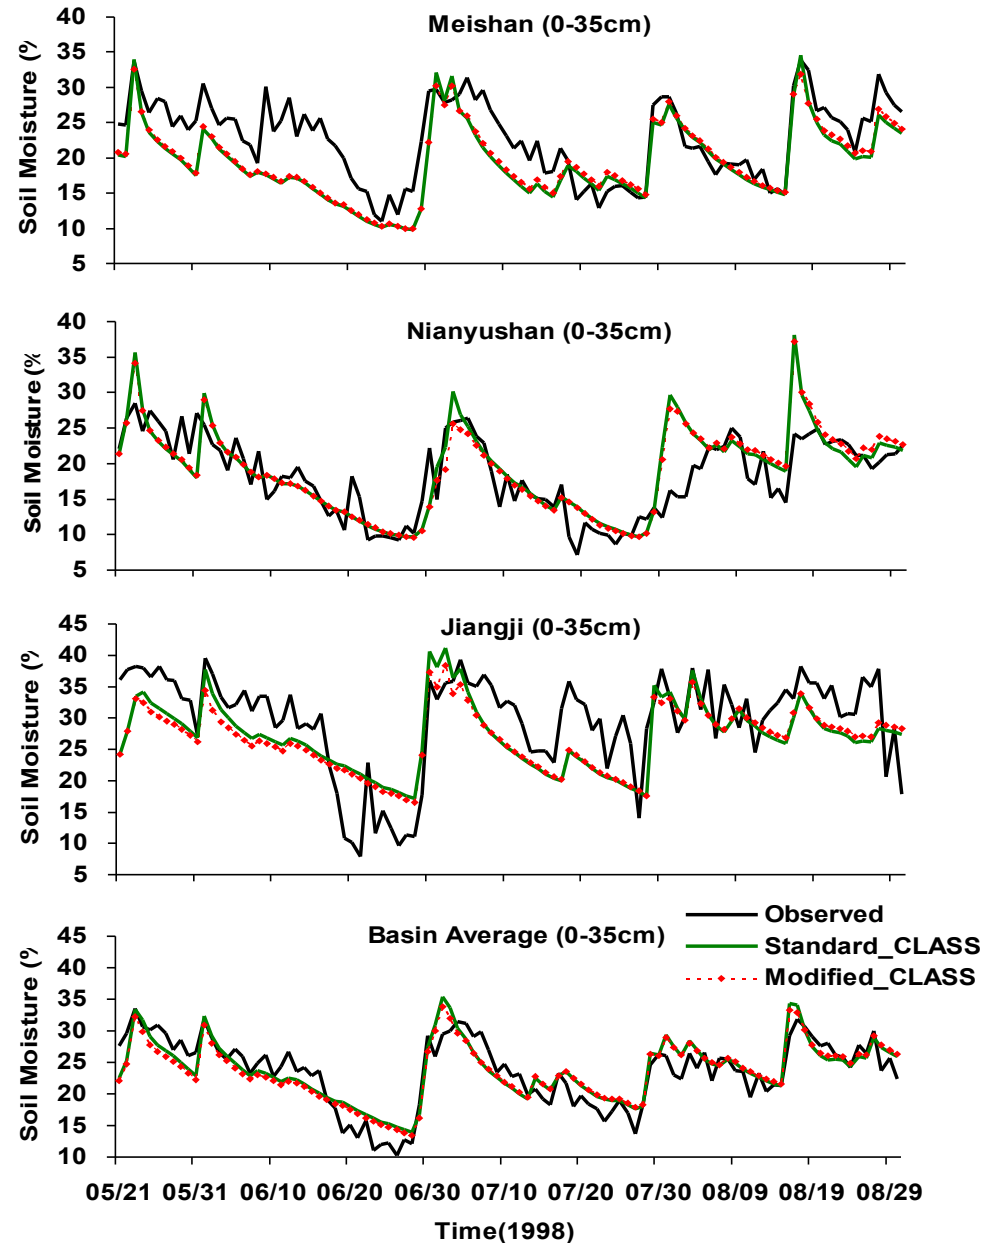 Meishan (0-35cm)
Soil Moisture (%
40
35
30
25
20
15
10
5
Nianyushan (0-35cm)
Soil Moisture (%
40
35
30
25
20
15
10
5
Jiangji (0-35cm)
Soil Moisture (%
45
40
35
30
25
20
15
10
5
Observed
Standard_CLASS
Modified_CLASS
Basin Average (0-35cm)
Soil Moisture (%
45
40
35
30
25
20
15
10
05/21 05/31 06/10 06/20 06/30 07/10 07/20 07/30 08/09 08/19 08/29
Time(1998)